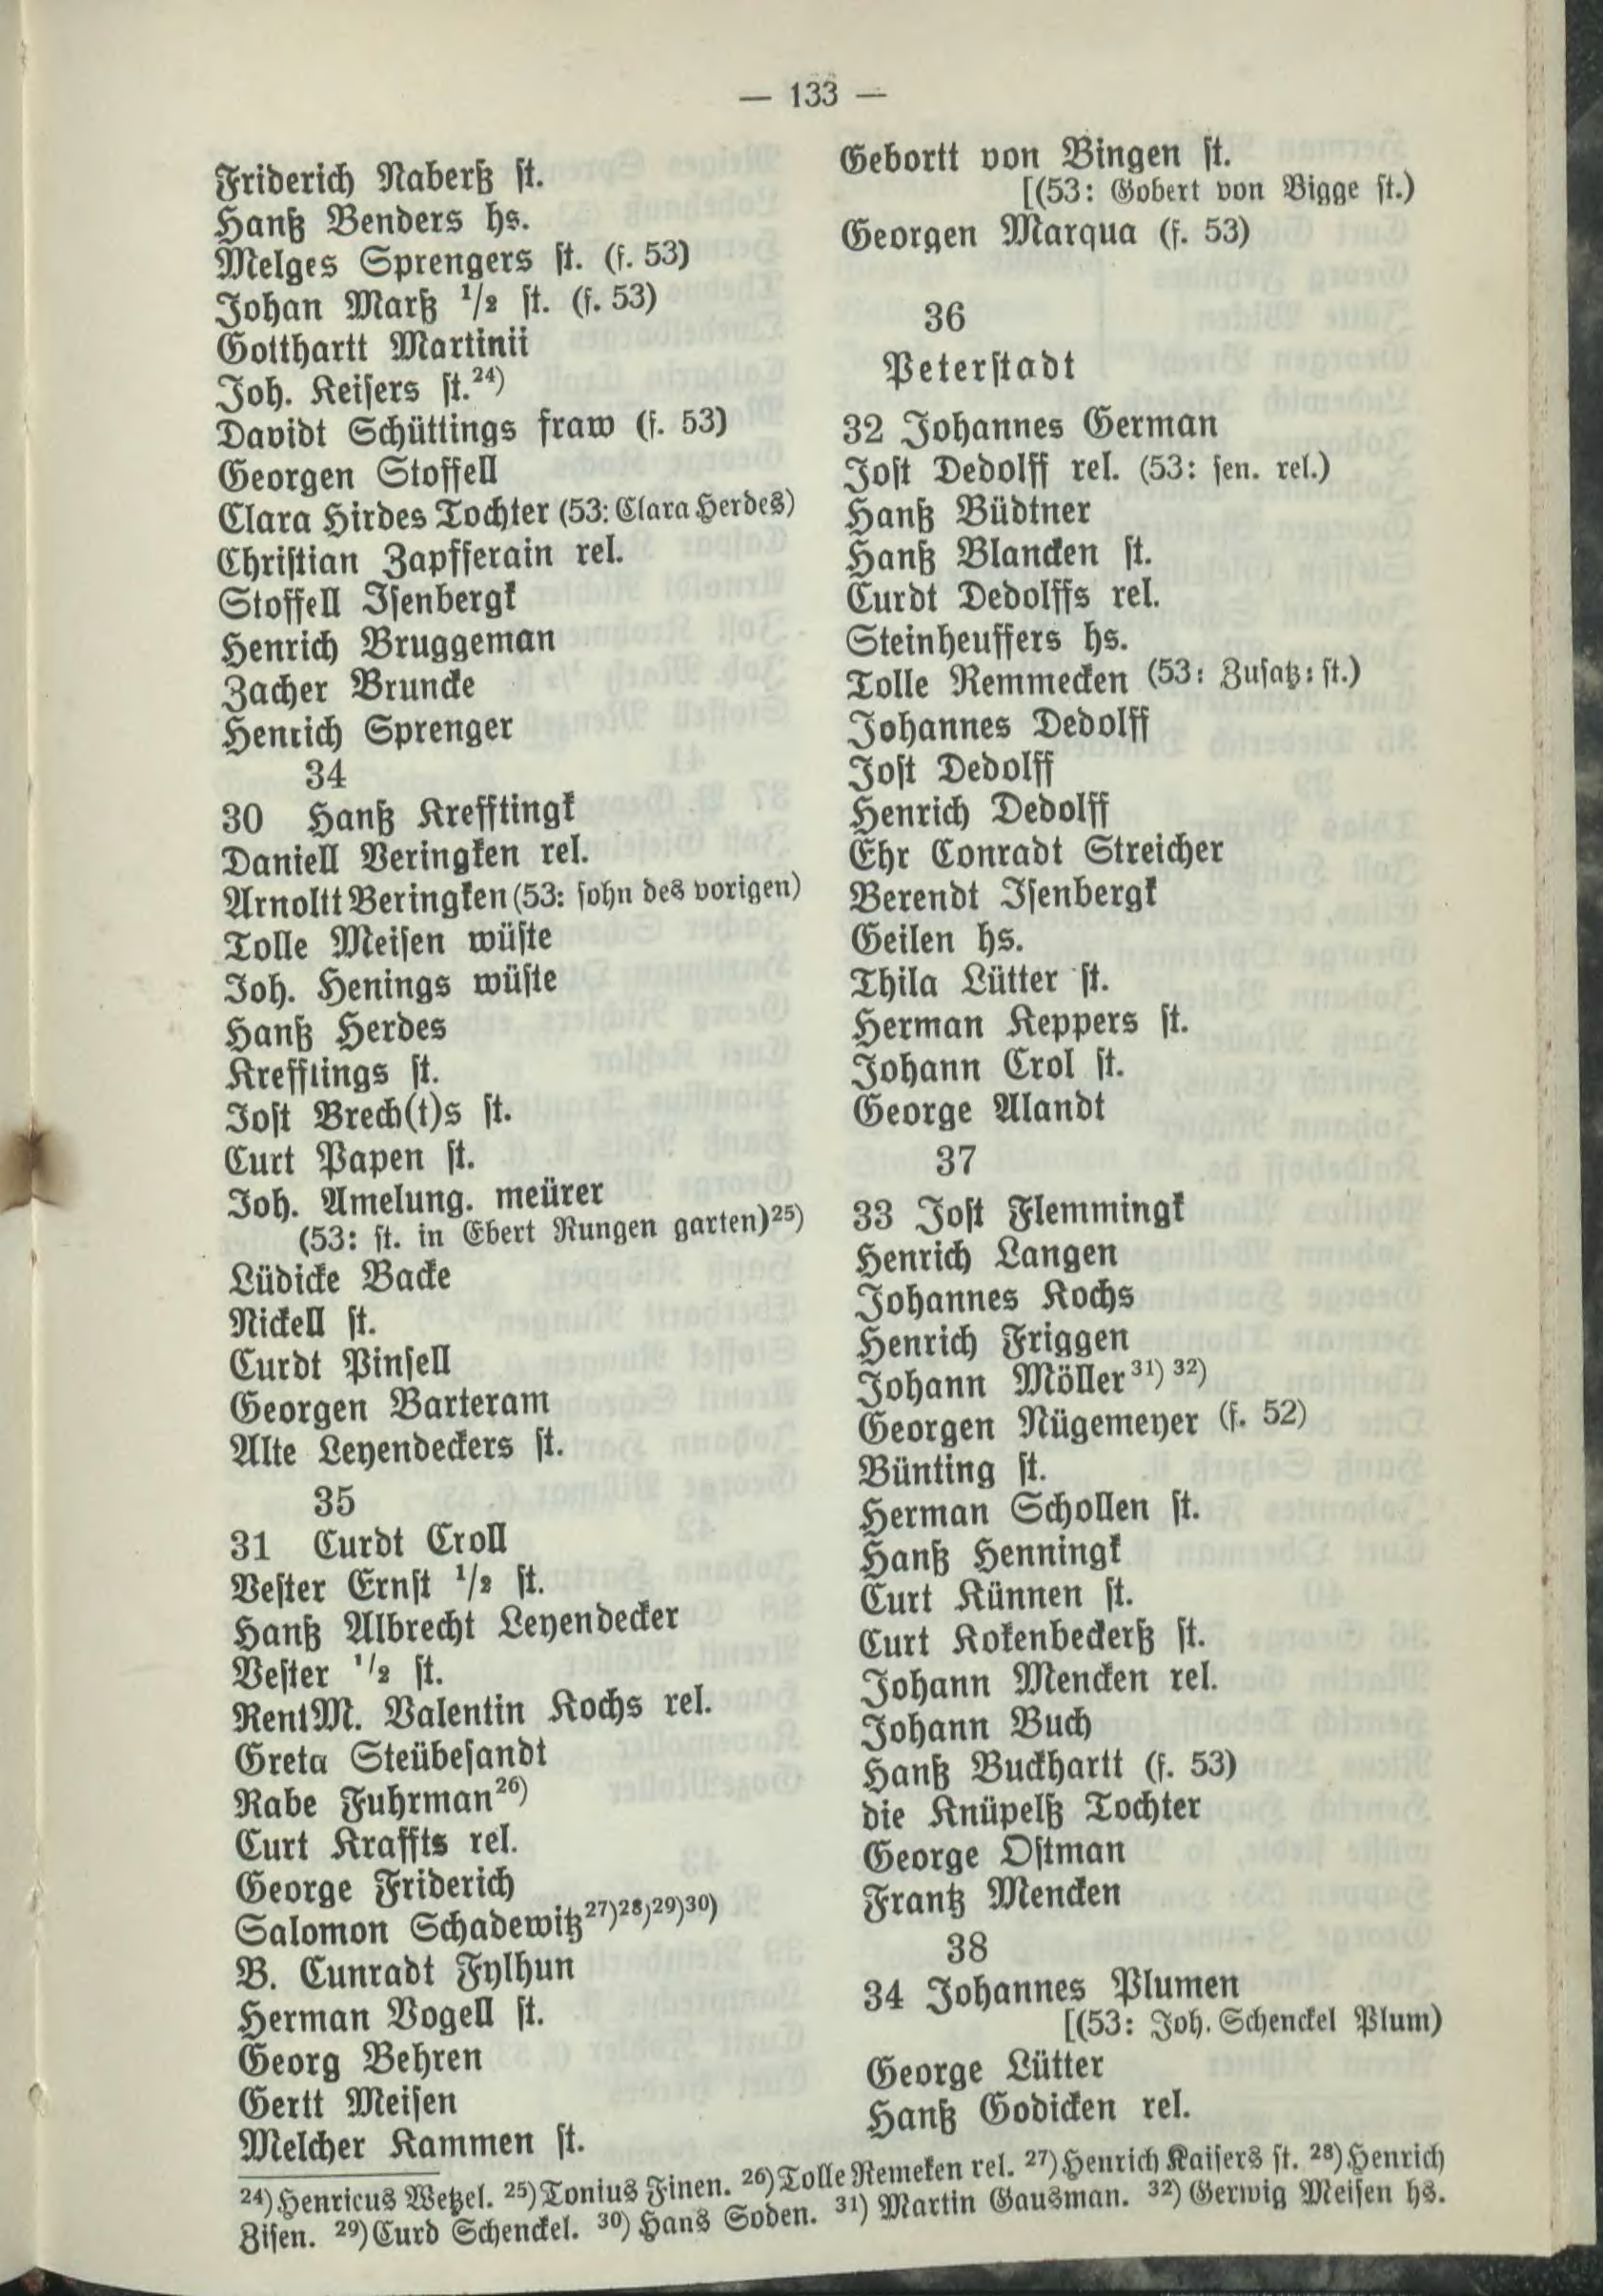 — 133 —
Friderich Naberß st.
Hanß Benders hs.
Melges Sprengers st. (f. 53)
Johan Marß 1/2 st. (f. 53)
Gotthartt Martinii
Joh. Keisers st.24)
Davidt Schüttings fraw (f. 53)
Georgen Stoffell
Clara Hirdes Tochter (53: Clara Herdes)
Christian Zapfferain rel.
Stoffell Isenbergk
Henrich Bruggeman
Zacher Bruncke
Henrich Sprenger
34
30 Hanß Krefftingk
Daniell Beringken rel.
Arnoltt Beringken (53: sohn des vorigen)
Tolle Meisen wüste
Joh. Henings wüste
Hanß Herdes
Krefftings st.
Jost Brech(t)s st.
Curt Papen st.
Joh. Amelung. meürer
(53: st. in Ebert Rungen garten)25)
Lüdicke Backe
Nickell st.
Curdt Pinsell
Georgen Barteram
Alte Leyendeckers st.
35
31 Curdt Croll
Vester Ernst 1/2 st.
Hanß Albrecht Leyendecker
Vester 1/2 st.
RentM. Valentin Kochs rel.
Greta Steübesandt
Rabe Fuhrman26)
Curt Kraffts rel.
George Friderich
Salomon Schadewitz27)28)29)30)
B. Cunradt Fylhun
Herman Vogell st.
Georg Behren
Gertt Meisen
Melcher Kammen st.
Gebortt von Bingen st.
[(53: Gobert von Bigge st.)
Georgen Marqua (f. 53)
36
Peterstadt
32 Johannes German
Jost Dedolff rel. (53: sen. rel.)
Hanß Büdtner
Hanß Blancken st.
Curdt Dedolffs rel.
Steinheuffers hs.
Tolle Remmecken (53: Zusatz: st.)
Johannes Dedolff
Jost Dedolff
Henrich Dedolff
Ehr Conradt Streicher
Berendt Isenbergk
Geilen hs.
Thila Lütter st.
Herman Keppers st.
Johann Crol st.
George Alandt
37
33 Jost Flemmingk
Henrich Langen
Johannes Kochs
Henrich Friggen
Johann Möller31) 32)
Georgen Nügemeyer (f. 52)
Bünting st.
Herman Schollen st.
Hanß Henningk
Curt Künnen st.
Curt Kokenbeckerß st.
Johann Mencken rel.
Johann Buch
Hanß Buckhartt (f. 53)
die Knüpelß Tochter
George Ostman
Frantz Mencken
38
34 Johannes Plumen
[(53: Joh. Schenckel Plum)
George Lütter
Hanß Godicken rel.
24) Henricus Wetzel. 25) Tonius Finen. 26) Tolle Remeken rel. 27) Henrich Kaisers st. 28) Henrich
Zisen. 29) Curd Schenckel. 30) Hans Soden. 31) Martin Gausman. 32) Gerwig Meisen hs.